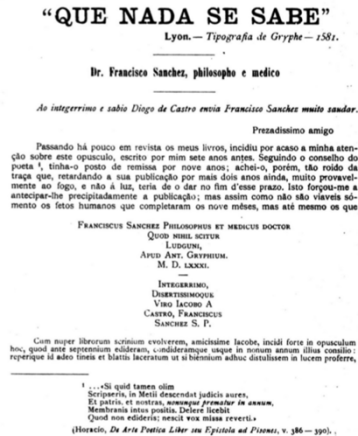 “QUE NADA SE SABE”
Lyon. — Tipografia de Gryphe — 1581.
Dr. Francisco Sanchez, philosopho e medico
Ao integerrimo e sabio Diogo de Castro envia Francisco Sanchez muito saudar.
Prezadissimo amigo
Passando há pouco em revista os meus livros, incidiu por acaso a minha aten-
ção sobre este opusculo, escrito por mim sete anos antes. Seguindo o conselho do
poeta ¹, tinha-o posto de remissa por nove anos; achei-o, porém, tão roido da
traça que, retardando a sua publicação por mais dois anos ainda, muito provavel-
mente ao fogo, e não á luz, teria de o dar no fim d'esse prazo. Isto forçou-me a
antecipar-lhe precipitadamente a publicação; mas assim como não são viaveis só-
mento os fetos humanos que completaram os nove mêses, mas até mesmo os que
FRANCISCUS SANCHEZ PHILOSOPHUS ET MEDICUS DOCTOR
QUOD NIHIL SCITUR
LUDGUNI,
APUD ANT. GRYPHIUM.
M. D. LXXXI.
—
INTEGERRIMO,
DISERTISSIMOQUE
VIRO IACOBO A
CASTRO, FRANCISCUS
SANCHEZ S. P.
Cum nuper librorum scrinium evolverem, amicissime Iacobe, incidi forte in opusculum
hoc, quod ante septennium edideram, condideramque usque in nonum annum illius consilio:
reperique id adeo tineis et blattis laceratum ut si biennium adhuc distulissem in lucem proferre,
¹ ...«Si quid tamen olim
Scripseris, in Metii descendat judicis aures,
Et patris, et nostras, nonumque prematur in annum,
Membranis intus positis. Delere licebit
Quod non edideris; nescit vox missa reverti.»
(Horacio, De Arte Poetica Liber seu Epistola ad Pisones, v. 386 — 390).